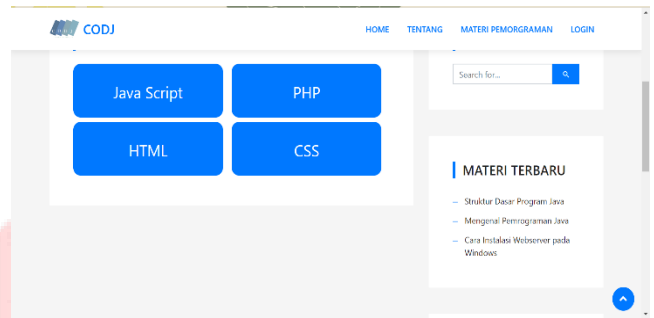 CODJ
HOME TENTANG MATERI PEMORGRAMAN LOGIN
Search for...
Java Script PHP
HTML CSS
MATERI TERBARU
– Struktur Dasar Program Java
– Mengenal Pemrograman Java
– Cara Instalasi Webserver pada
Windows